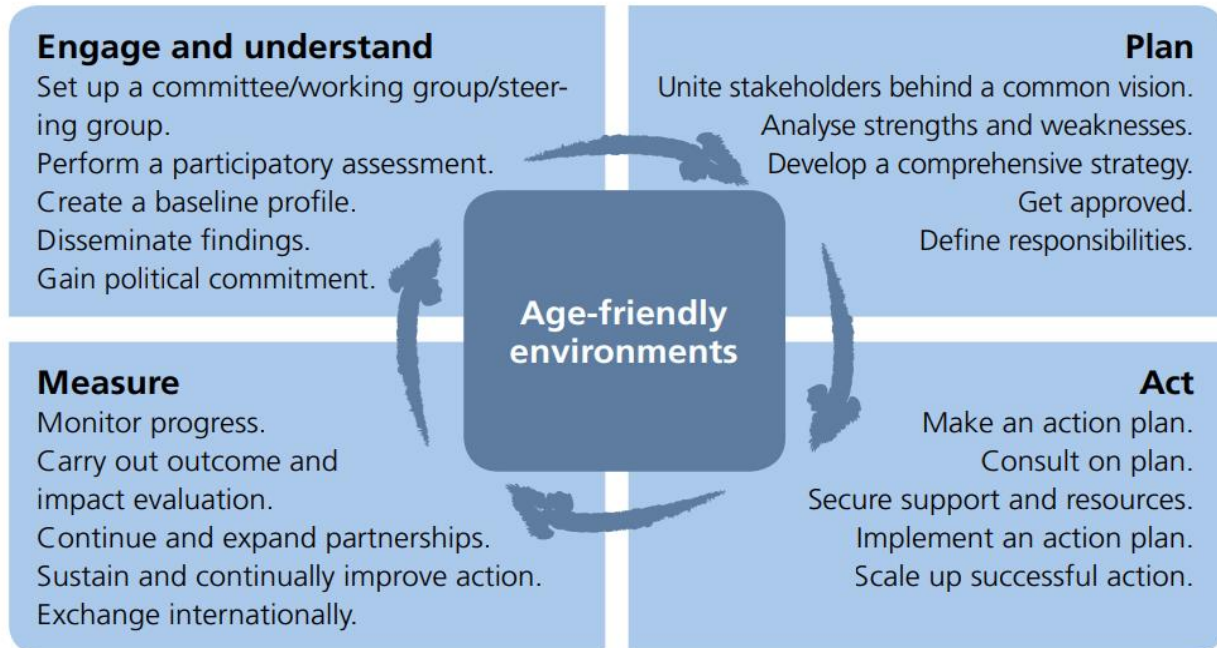 Engage and understand
Set up a committee/working group/steer-
ing group.
Perform a participatory assessment.
Create a baseline profile.
Disseminate findings.
Gain political commitment.
Plan
Unite stakeholders behind a common vision.
Analyse strengths and weaknesses.
Develop a comprehensive strategy.
Get approved.
Define responsibilities.
Age-friendly
environments
Measure
Monitor progress.
Carry out outcome and
impact evaluation.
Continue and expand partnerships.
Sustain and continually improve action.
Exchange internationally.
Act
Make an action plan.
Consult on plan.
Secure support and resources.
Implement an action plan.
Scale up successful action.